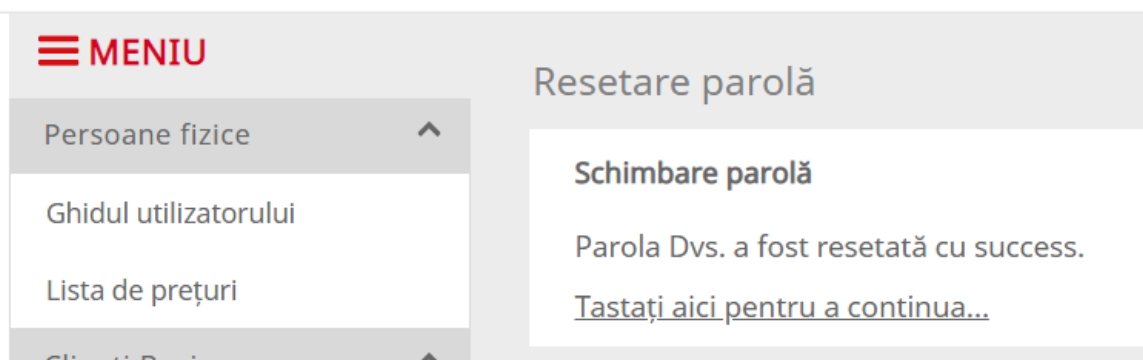 MENIU
Resetare parolă
Persoane fizice
Schimbare parolă
Ghidul utilizatorului
Parola Dvs. a fost resetată cu success.
Lista de prețuri
Tastați aici pentru a continua...